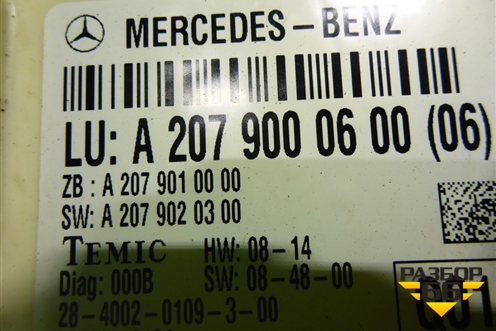 MERCEDES-BENZ
LU: A 207 900 06 00 (06)
ZB : A 207 901 00 00
SW: A 207 902 03 00
TEMIC HW: 08-14
Diag: 000B SW: 08-48-00
28-4002-0109-3-00
РАЗБОР
66